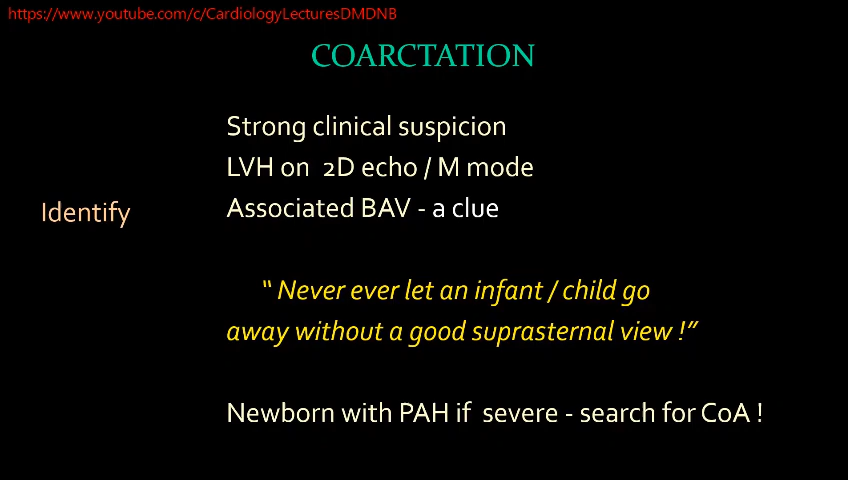 https://www.youtube.com/c/CardiologyLecturesDMDNB
COARCTATION
Strong clinical suspicion
LVH on 2D echo / M mode
Identify
Associated BAV - a clue
“ Never ever let an infant / child go
away without a good suprasternal view !”
Newborn with PAH if severe - search for CoA !